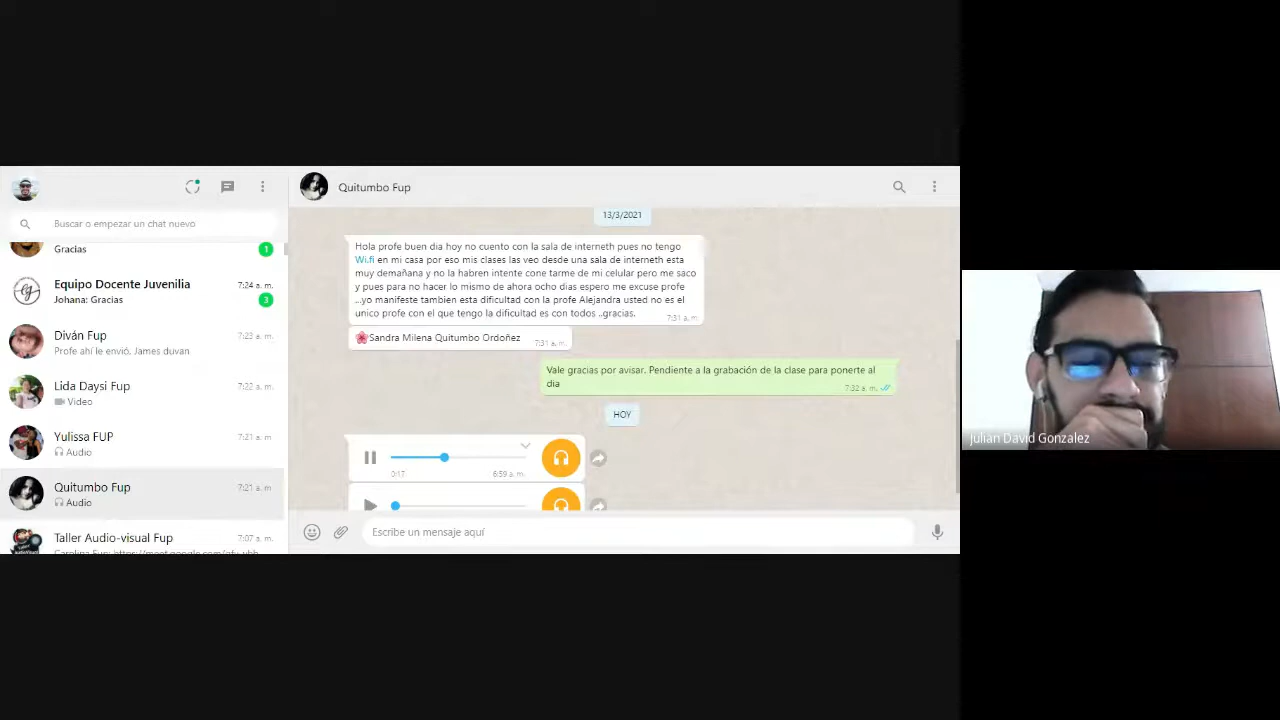 Buscar o empezar un chat nuevo
Gracias
1
Equipo Docente Juvenilia
7:24 a. m.
Johana: Gracias
3
Diván Fup
7:23 a. m.
Profe ahí le envió, James duvan
Lida Daysi Fup
7:22 a. m.
Video
Yulissa FUP
7:21 a. m.
Audio
Quitumbo Fup
7:21 a. m.
Audio
Taller Audio-visual Fup
7:07 a. m.
Quitumbo Fup
13/3/2021
Hola profe buen dia hoy no cuento con la sala de interneth pues no tengo
Wi.fi en mi casa por eso mis clases las veo desde una sala de interneth esta
muy demañana y no la habren intente cone tarme de mi celular pero me saco
y pues para no hacer lo mismo de ahora ocho dias espero me excuse profe
...yo manifeste tambien esta dificultad con la profe Alejandra usted no es el
unico profe con el que tengo la dificultad es con todos ..gracias.
7:31 a. m.
🌺Sandra Milena Quitumbo Ordoñez
7:31 a. m.
Vale gracias por avisar. Pendiente a la grabación de la clase para ponerte al
dia
7:32 a. m.
HOY
0:17
6:59 a. m.
Escribe un mensaje aquí
Julian David Gonzalez